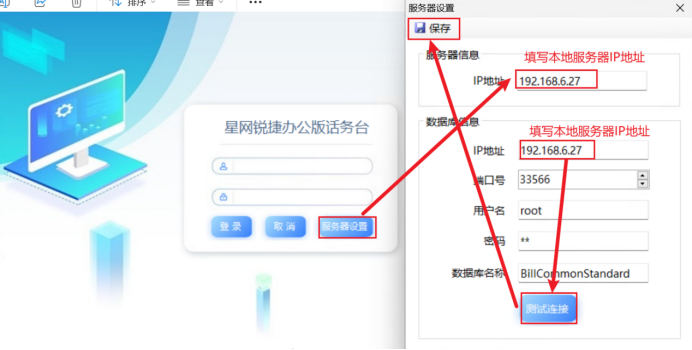 排序
查看
...
星网锐捷办公版话务台
登 录
取 消
服务器设置
服务器设置
保存
服务器信息
填写本地服务器IP地址
IP地址
192.168.6.27
数据库信息
填写本地服务器IP地址
IP地址
192.168.6.27
端口号
33566
用户名
root
密码
**
数据库名称
BillCommonStandard
测试连接